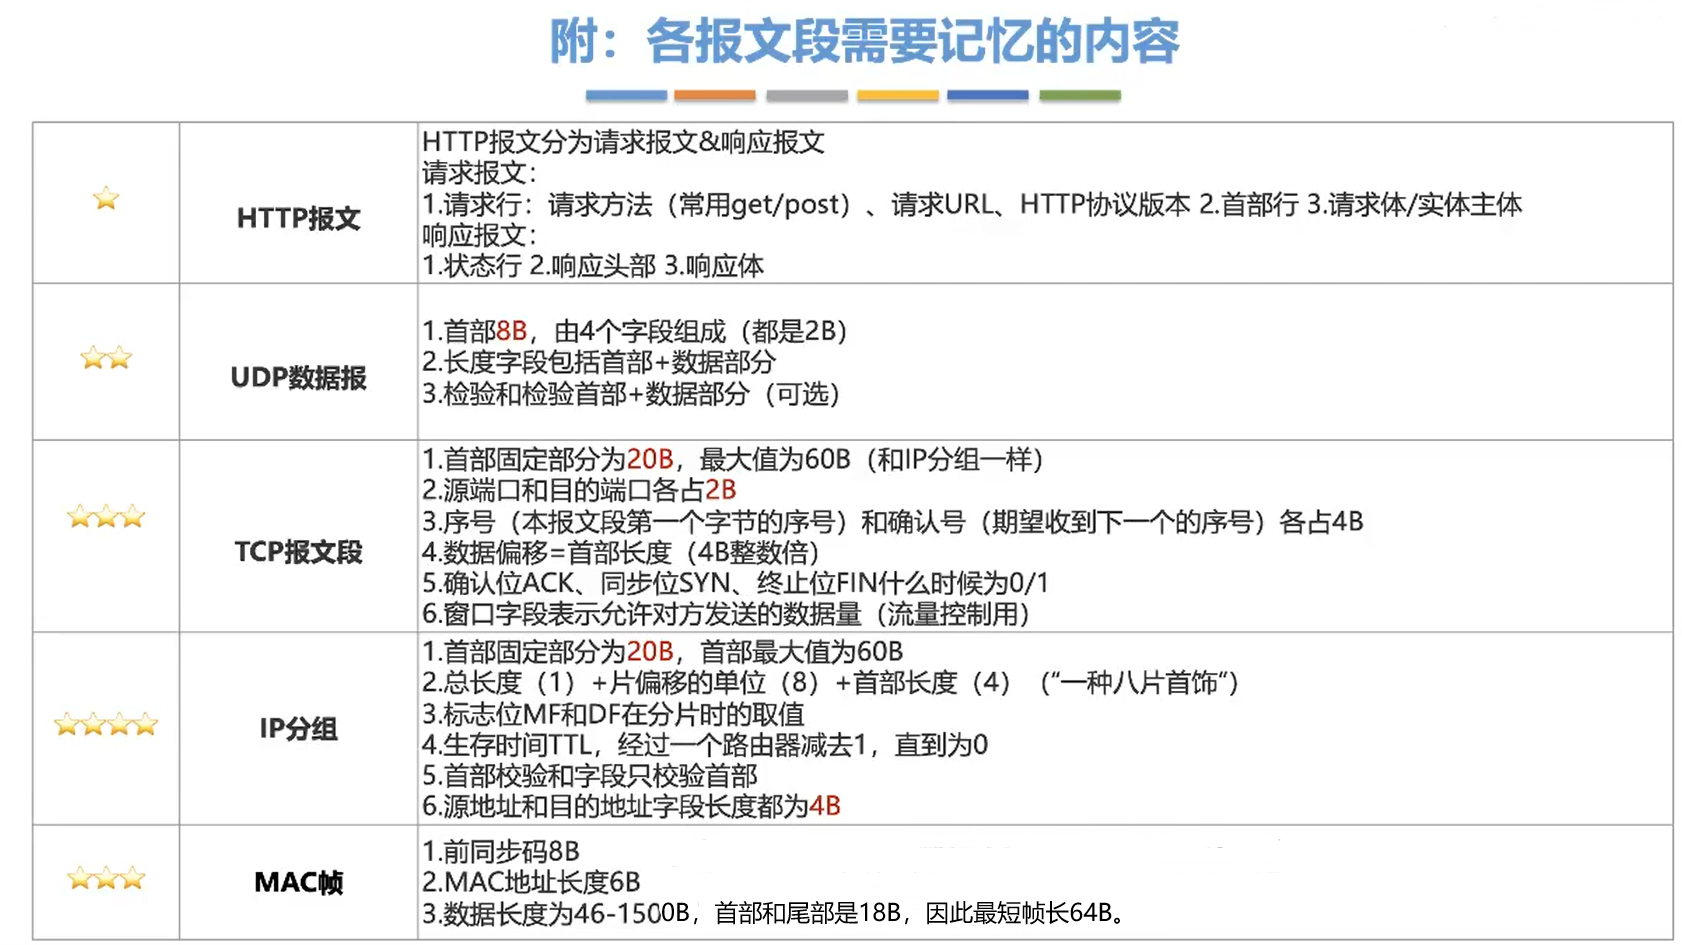 附：各报文段需要记忆的内容
HTTP报文
HTTP报文分为请求报文&响应报文
请求报文：
1.请求行：请求方法（常用get/post）、请求URL、HTTP协议版本 2.首部行 3.请求体/实体主体
响应报文：
1.状态行 2.响应头部 3.响应体
UDP数据报
1.首部8B，由4个字段组成（都是2B）
2.长度字段包括首部+数据部分
3.检验和检验首部+数据部分（可选）
TCP报文段
1.首部固定部分为20B，最大值为60B（和IP分组一样）
2.源端口和目的端口各占2B
3.序号（本报文段第一个字节的序号）和确认号（期望收到下一个的序号）各占4B
4.数据偏移=首部长度（4B整数倍）
5.确认位ACK、同步位SYN、终止位FIN什么时候为0/1
6.窗口字段表示允许对方发送的数据量（流量控制用）
IP分组
1.首部固定部分为20B，首部最大值为60B
2.总长度（1）+片偏移的单位（8）+首部长度（4）（“一种八片首饰“）
3.标志位MF和DF在分片时的取值
4.生存时间TTL，经过一个路由器减去1，直到为0
5.首部校验和字段只校验首部
6.源地址和目的地址字段长度都为4B
MAC帧
1.前同步码8B
2.MAC地址长度6B
3.数据长度为46-1500B，首部和尾部是18B，因此最短帧长64B。